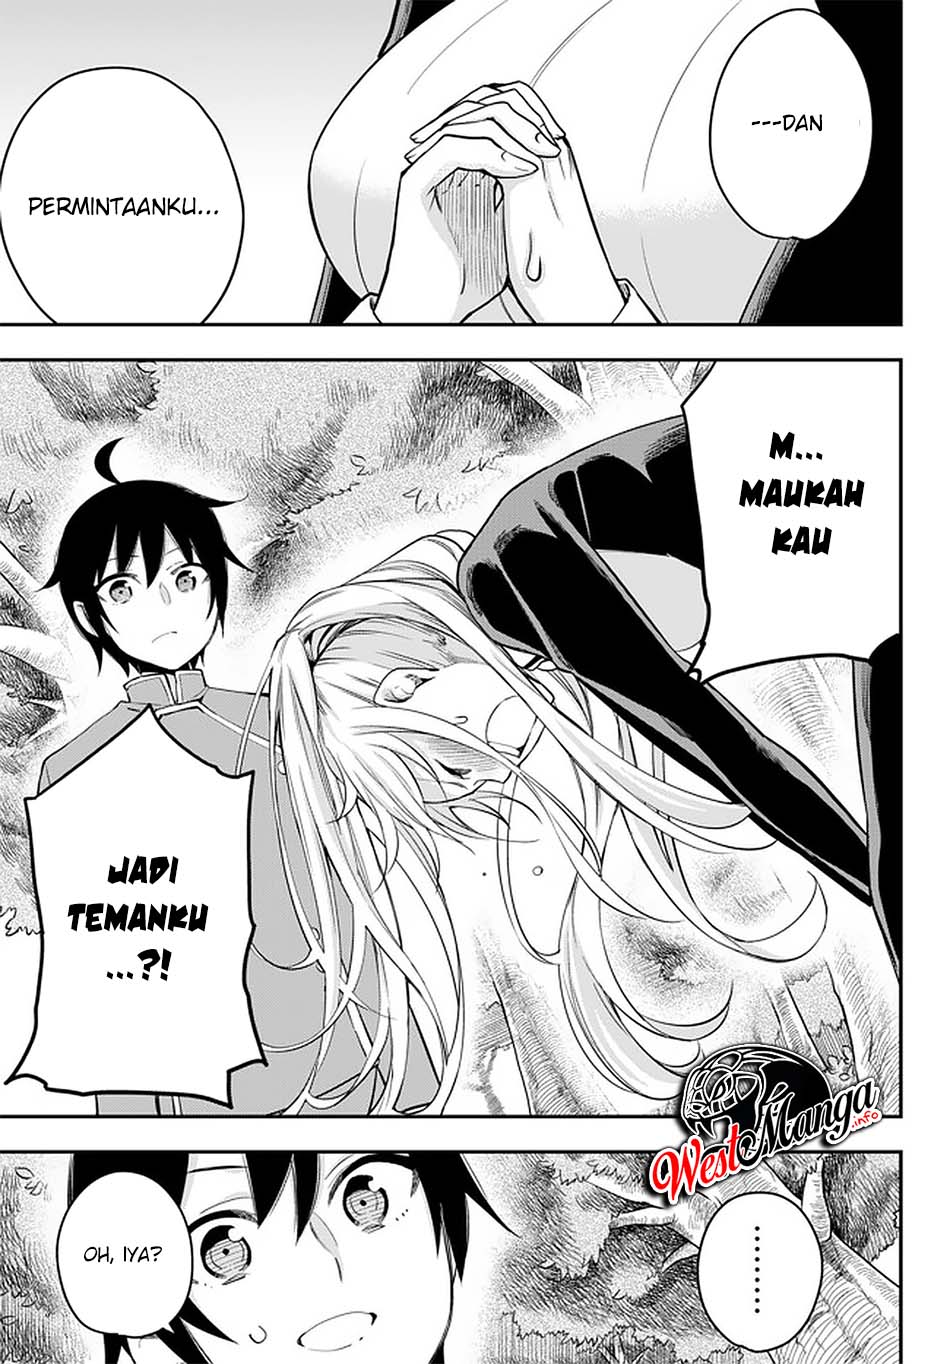 ---DAN
PERMINTAANKU...
M...
MAUKAH
KAU
JADI
TEMANKU
...?!
.........
OH, IYA?
WestManga
.info